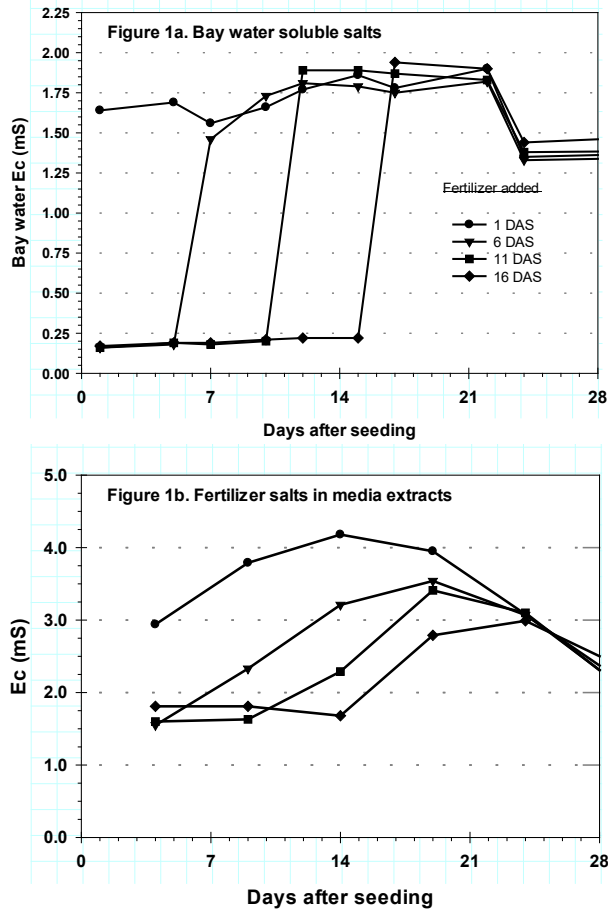 Figure 1a. Bay water soluble salts
2.25
2.00
1.75
1.50
1.25
1.00
0.75
0.50
0.25
0.00
Bay water Ec (mS)
Fertilizer added
1 DAS
6 DAS
11 DAS
16 DAS
0 7 14 21 28
Days after seeding
Figure 1b. Fertilizer salts in media extracts
5.0
4.0
3.0
2.0
1.0
0.0
Ec (mS)
0 7 14 21 28
Days after seeding